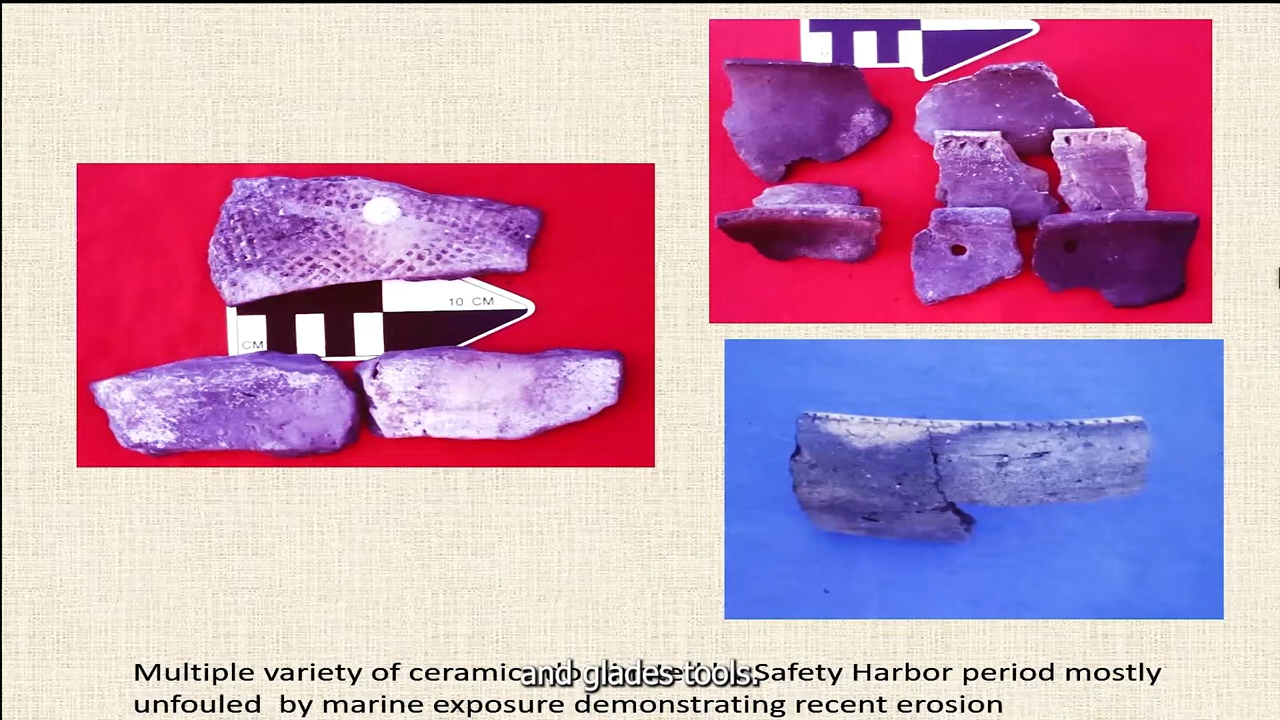 10 CM
CM
Multiple variety of ceramic Safety Harbor period mostly
unfouled by marine exposure demonstrating recent erosion
and glades tools.